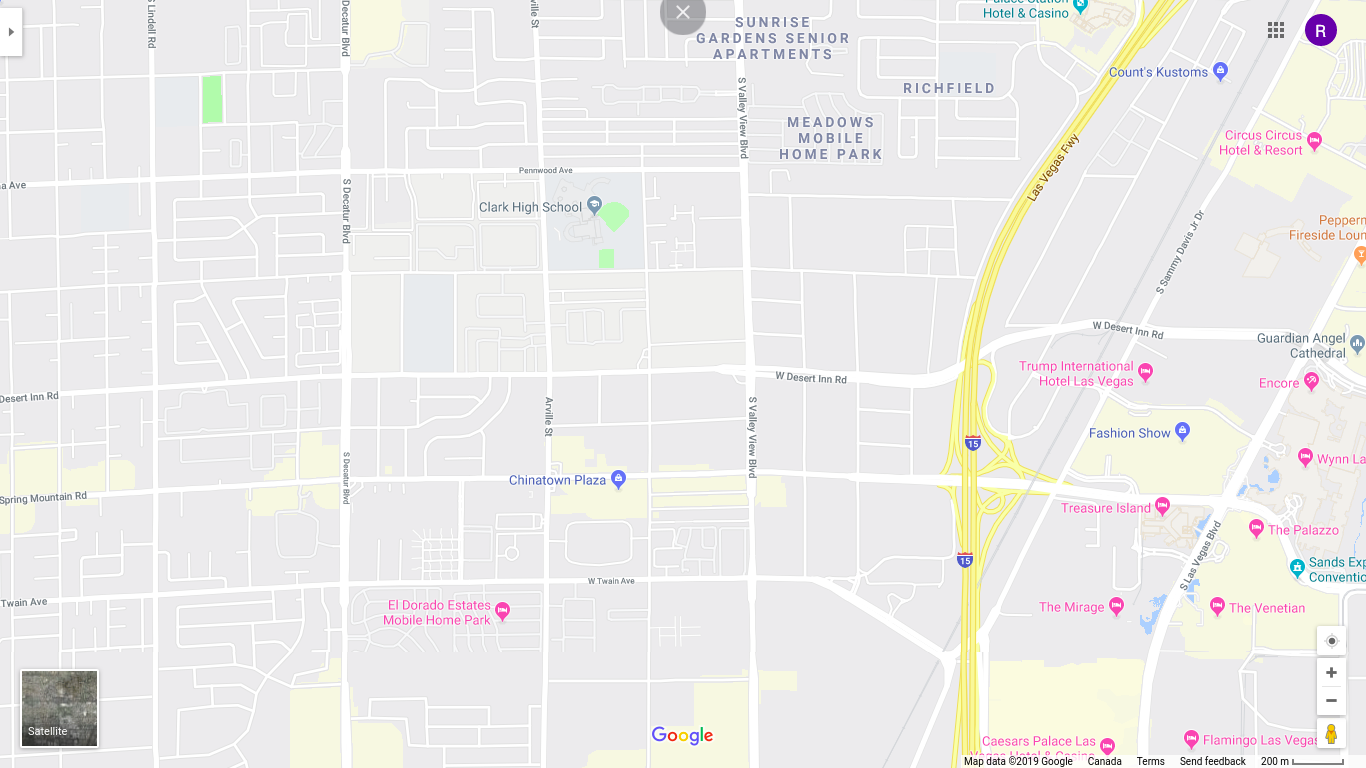 S Lindell Rd
S Decatur Blvd
ville St
Palace Station
Hotel & Casino
SUNRISE
GARDENS SENIOR
APARTMENTS
R
Count's Kustoms
RICHFIELD
S Valley View Blvd
MEADOWS
MOBILE
HOME PARK
Las Vegas Fwy
Circus Circus
Hotel & Resort
Pennwood Ave
na Ave
S Decatur Blvd
Clark High School
S Sammy Davis Jr Dr
Pepperm
Fireside Loun
W Desert Inn Rd
Guardian Angel
Cathedral
Trump International
Hotel Las Vegas
Encore
W Desert Inn Rd
Desert Inn Rd
Arville St
S Valley View Blvd
Fashion Show
15
Wynn La
S Decatur Blvd
Chinatown Plaza
Spring Mountain Rd
Treasure Island
The Palazzo
S Las Vegas Blvd
15
Sands Exp
Conventio
W Twain Ave
Twain Ave
El Dorado Estates
Mobile Home Park
The Mirage
The Venetian
Satellite
Google
Caesars Palace Las
Vegas Hotel & Casino
Flamingo Las Vegas
Map data ©2019 Google
Canada
Terms
Send feedback
200 m